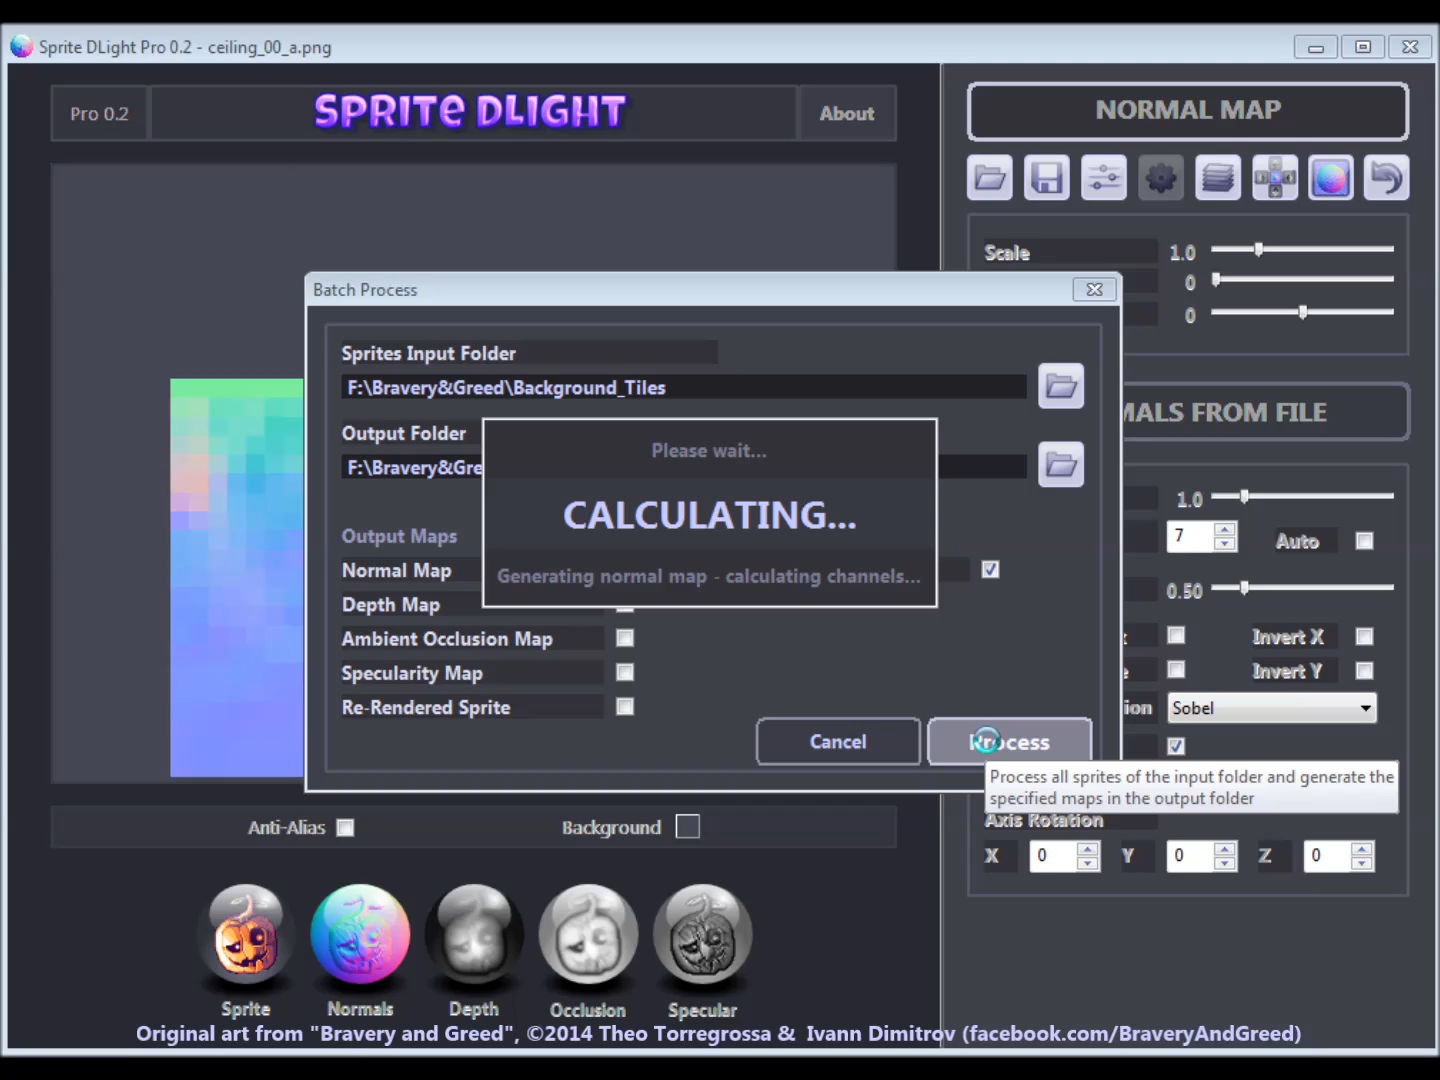 Sprite DLight Pro 0.2 - ceiling_00_a.png
Pro 0.2
SPRITE DLIGHT
About
NORMAL MAP
Scale
1.0
0
0
Batch Process
Sprites Input Folder
F:\Bravery&Greed\Background_Tiles
Output Folder
F:\Bravery&Gre
Please wait...
CALCULATING...
Generating normal map - calculating channels...
Output Maps
Normal Map
Depth Map
Ambient Occlusion Map
Specularity Map
Re-Rendered Sprite
Cancel
Process
Process all sprites of the input folder and generate the
specified maps in the output folder
MALS FROM FILE
1.0
7
Auto
0.50
Invert X
Invert Y
ion
Sobel
Axis Rotation
X 0 Y 0 Z 0
Anti-Alias
Background
Sprite
Normals
Depth
Occlusion
Specular
Original art from "Bravery and Greed", ©2014 Theo Torregrossa & Ivann Dimitrov (facebook.com/BraveryAndGreed)